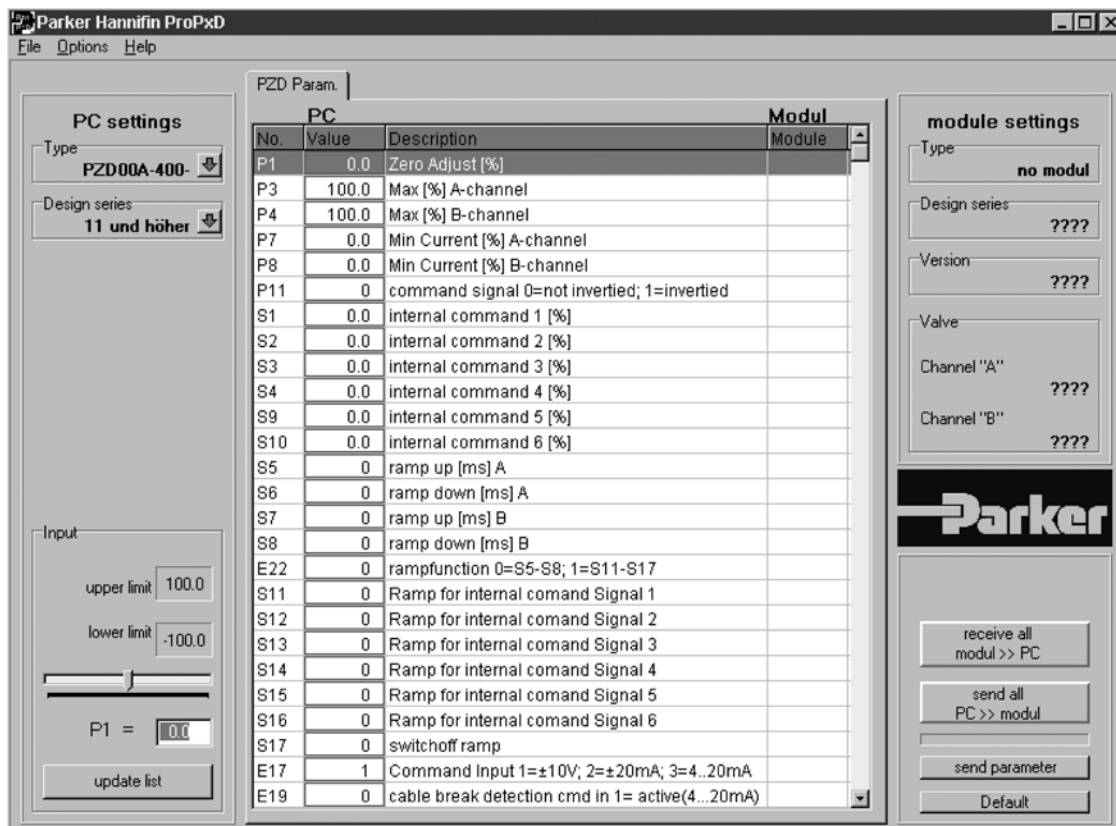 Parker Hannifin ProPxD
File Options Help
PC settings
Type
PZD00A-400-
Design series
11 und höher
Input
upper limit 100.0
lower limit -100.0
P1 = 0.0
update list
PZD Param.
PC Modul
No. Value Description Module
P1 0.0 Zero Adjust [%]
P3 100.0 Max [%] A-channel
P4 100.0 Max [%] B-channel
P7 0.0 Min Current [%] A-channel
P8 0.0 Min Current [%] B-channel
P11 0 command signal 0=not invertied; 1=invertied
S1 0.0 internal command 1 [%]
S2 0.0 internal command 2 [%]
S3 0.0 internal command 3 [%]
S4 0.0 internal command 4 [%]
S9 0.0 internal command 5 [%]
S10 0.0 internal command 6 [%]
S5 0 ramp up [ms] A
S6 0 ramp down [ms] A
S7 0 ramp up [ms] B
S8 0 ramp down [ms] B
E22 0 rampfunction 0=S5-S8; 1=S11-S17
S11 0 Ramp for internal comand Signal 1
S12 0 Ramp for internal comand Signal 2
S13 0 Ramp for internal comand Signal 3
S14 0 Ramp for internal comand Signal 4
S15 0 Ramp for internal comand Signal 5
S16 0 Ramp for internal comand Signal 6
S17 0 switchoff ramp
E17 1 Command Input 1=±10V; 2=±20mA; 3=4..20mA
E19 0 cable break detection cmd in 1= active(4...20mA)
module settings
Type
no modul
Design series
????
Version
????
Valve
Channel "A"
????
Channel "B"
????
Parker
receive all
modul >> PC
send all
PC >> modul
send parameter
Default